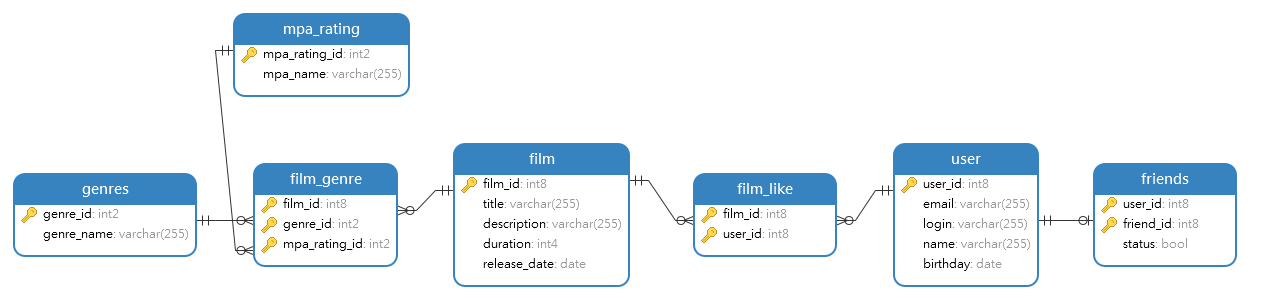 mpa_rating
mpa_rating_id: int2
mpa_name: varchar(255)
genres
genre_id: int2
genre_name: varchar(255)
film_genre
film_id: int8
genre_id: int2
mpa_rating_id: int2
film
film_id: int8
title: varchar(255)
description: varchar(255)
duration: int4
release_date: date
film_like
film_id: int8
user_id: int8
user
user_id: int8
email: varchar(255)
login: varchar(255)
name: varchar(255)
birthday: date
friends
user_id: int8
friend_id: int8
status: bool